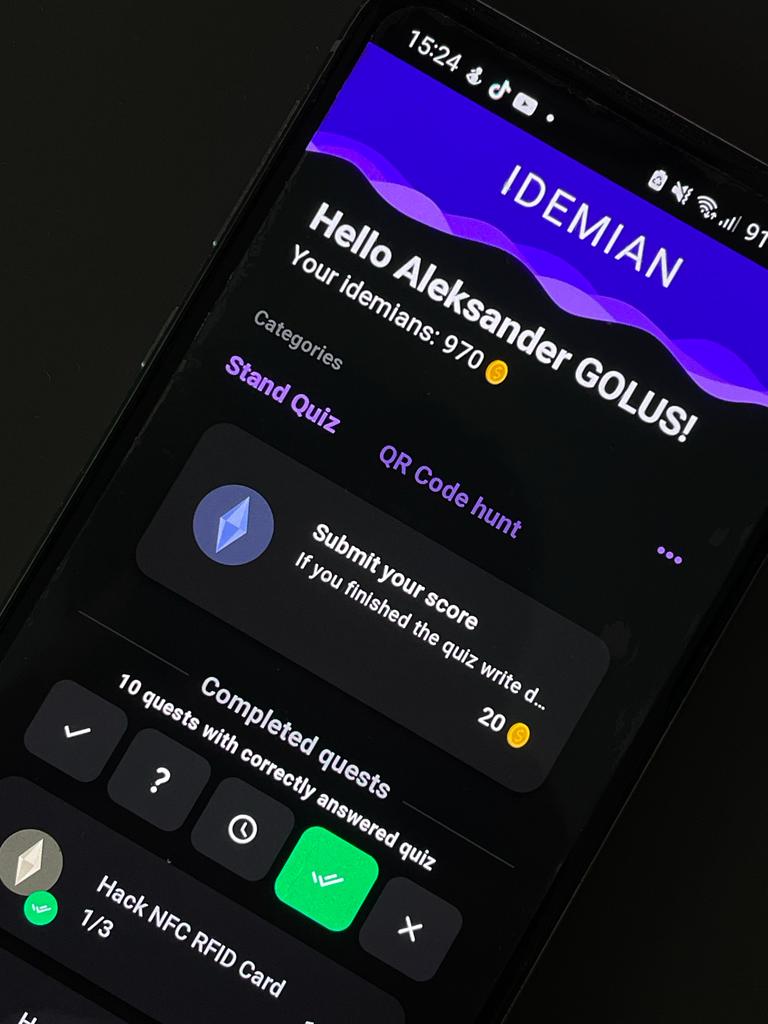 15:24
91
IDEMIAN
Hello Aleksander GOLUS!
Your idemians: 970
Categories
Stand Quiz
QR Code hunt
Submit your score
If you finished the quiz write d...
20
Completed quests
10 quests with correctly answered quiz
Hack NFC RFID Card
1/3